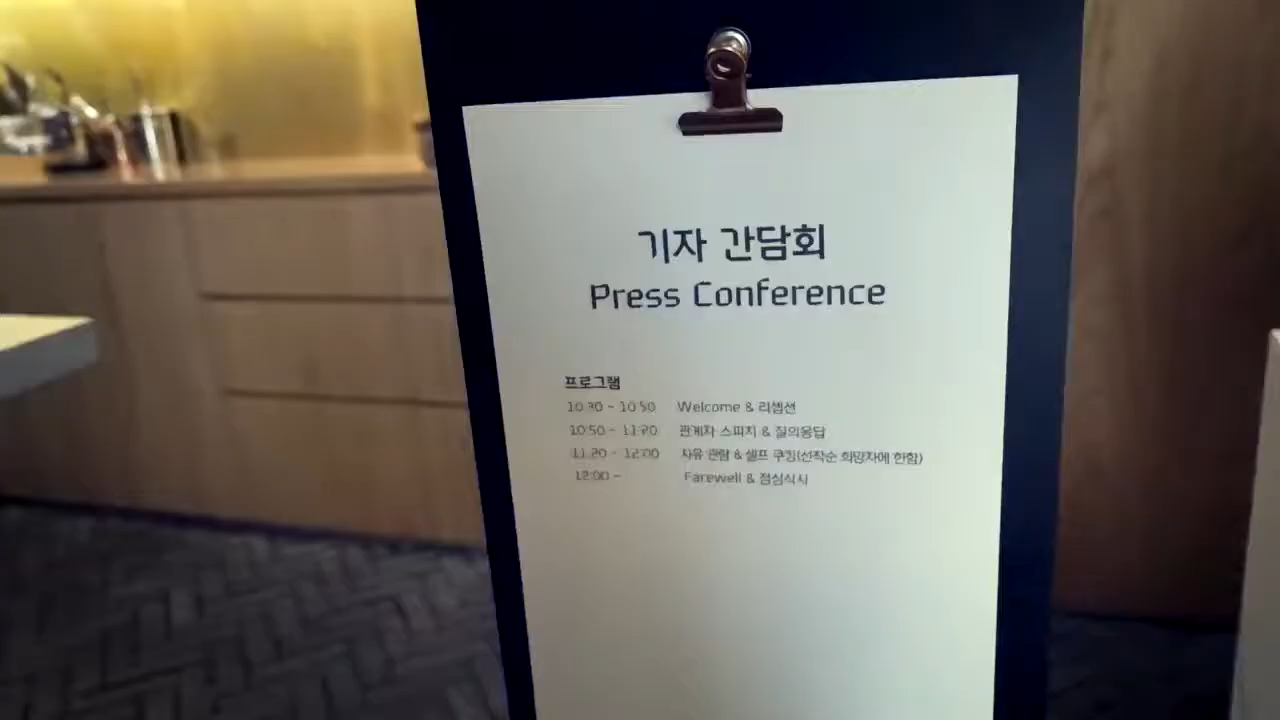 기자 간담회
Press Conference
프로그램
10:30 - 10:50 Welcome & 리셉션
10:50 - 11:20 관계자 스피치 & 질의응답
11:20 - 12:00 자유 관람 & 셀프 쿠킹(선착순 희망자에 한함)
12:00 - Farewell & 점심식사